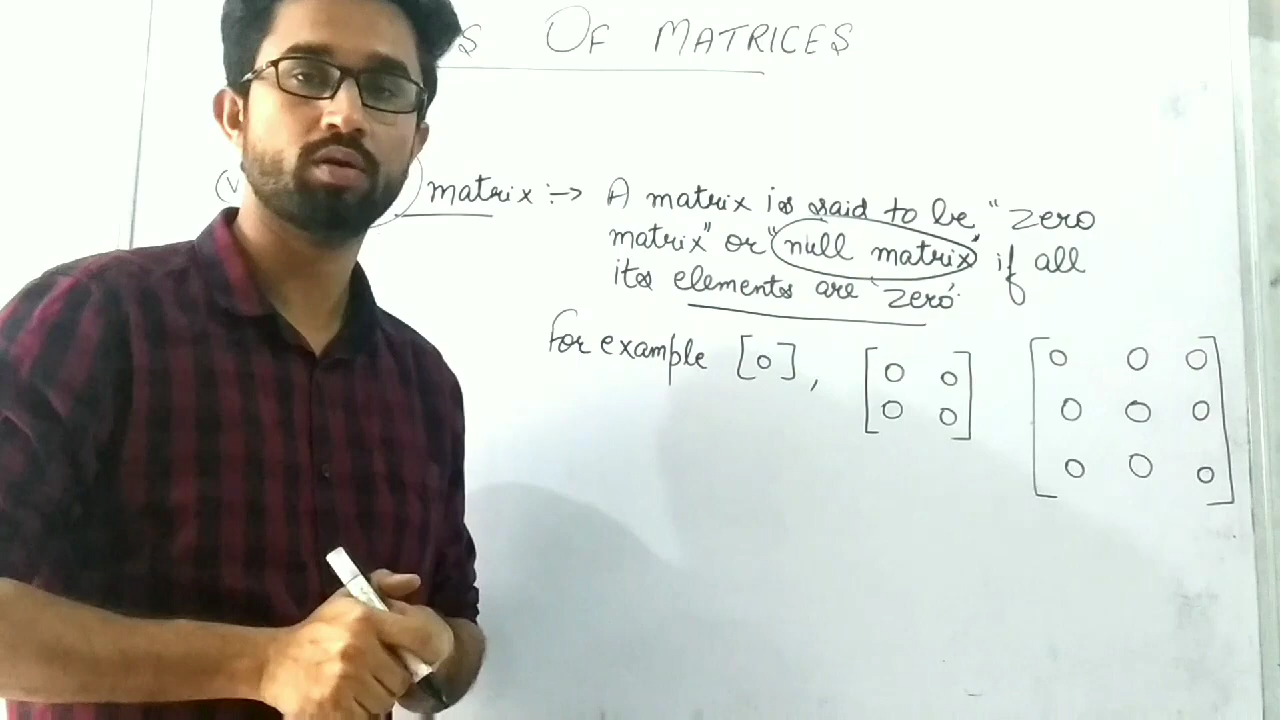 S OF MATRICES
(V
matrix :→ A matrix is said to be "Zero
matrix" or "null matrix" if all
its elements are "Zero".
For example [0], [0 0 [0 0 0
0 0] 0 0 0
0 0 0]